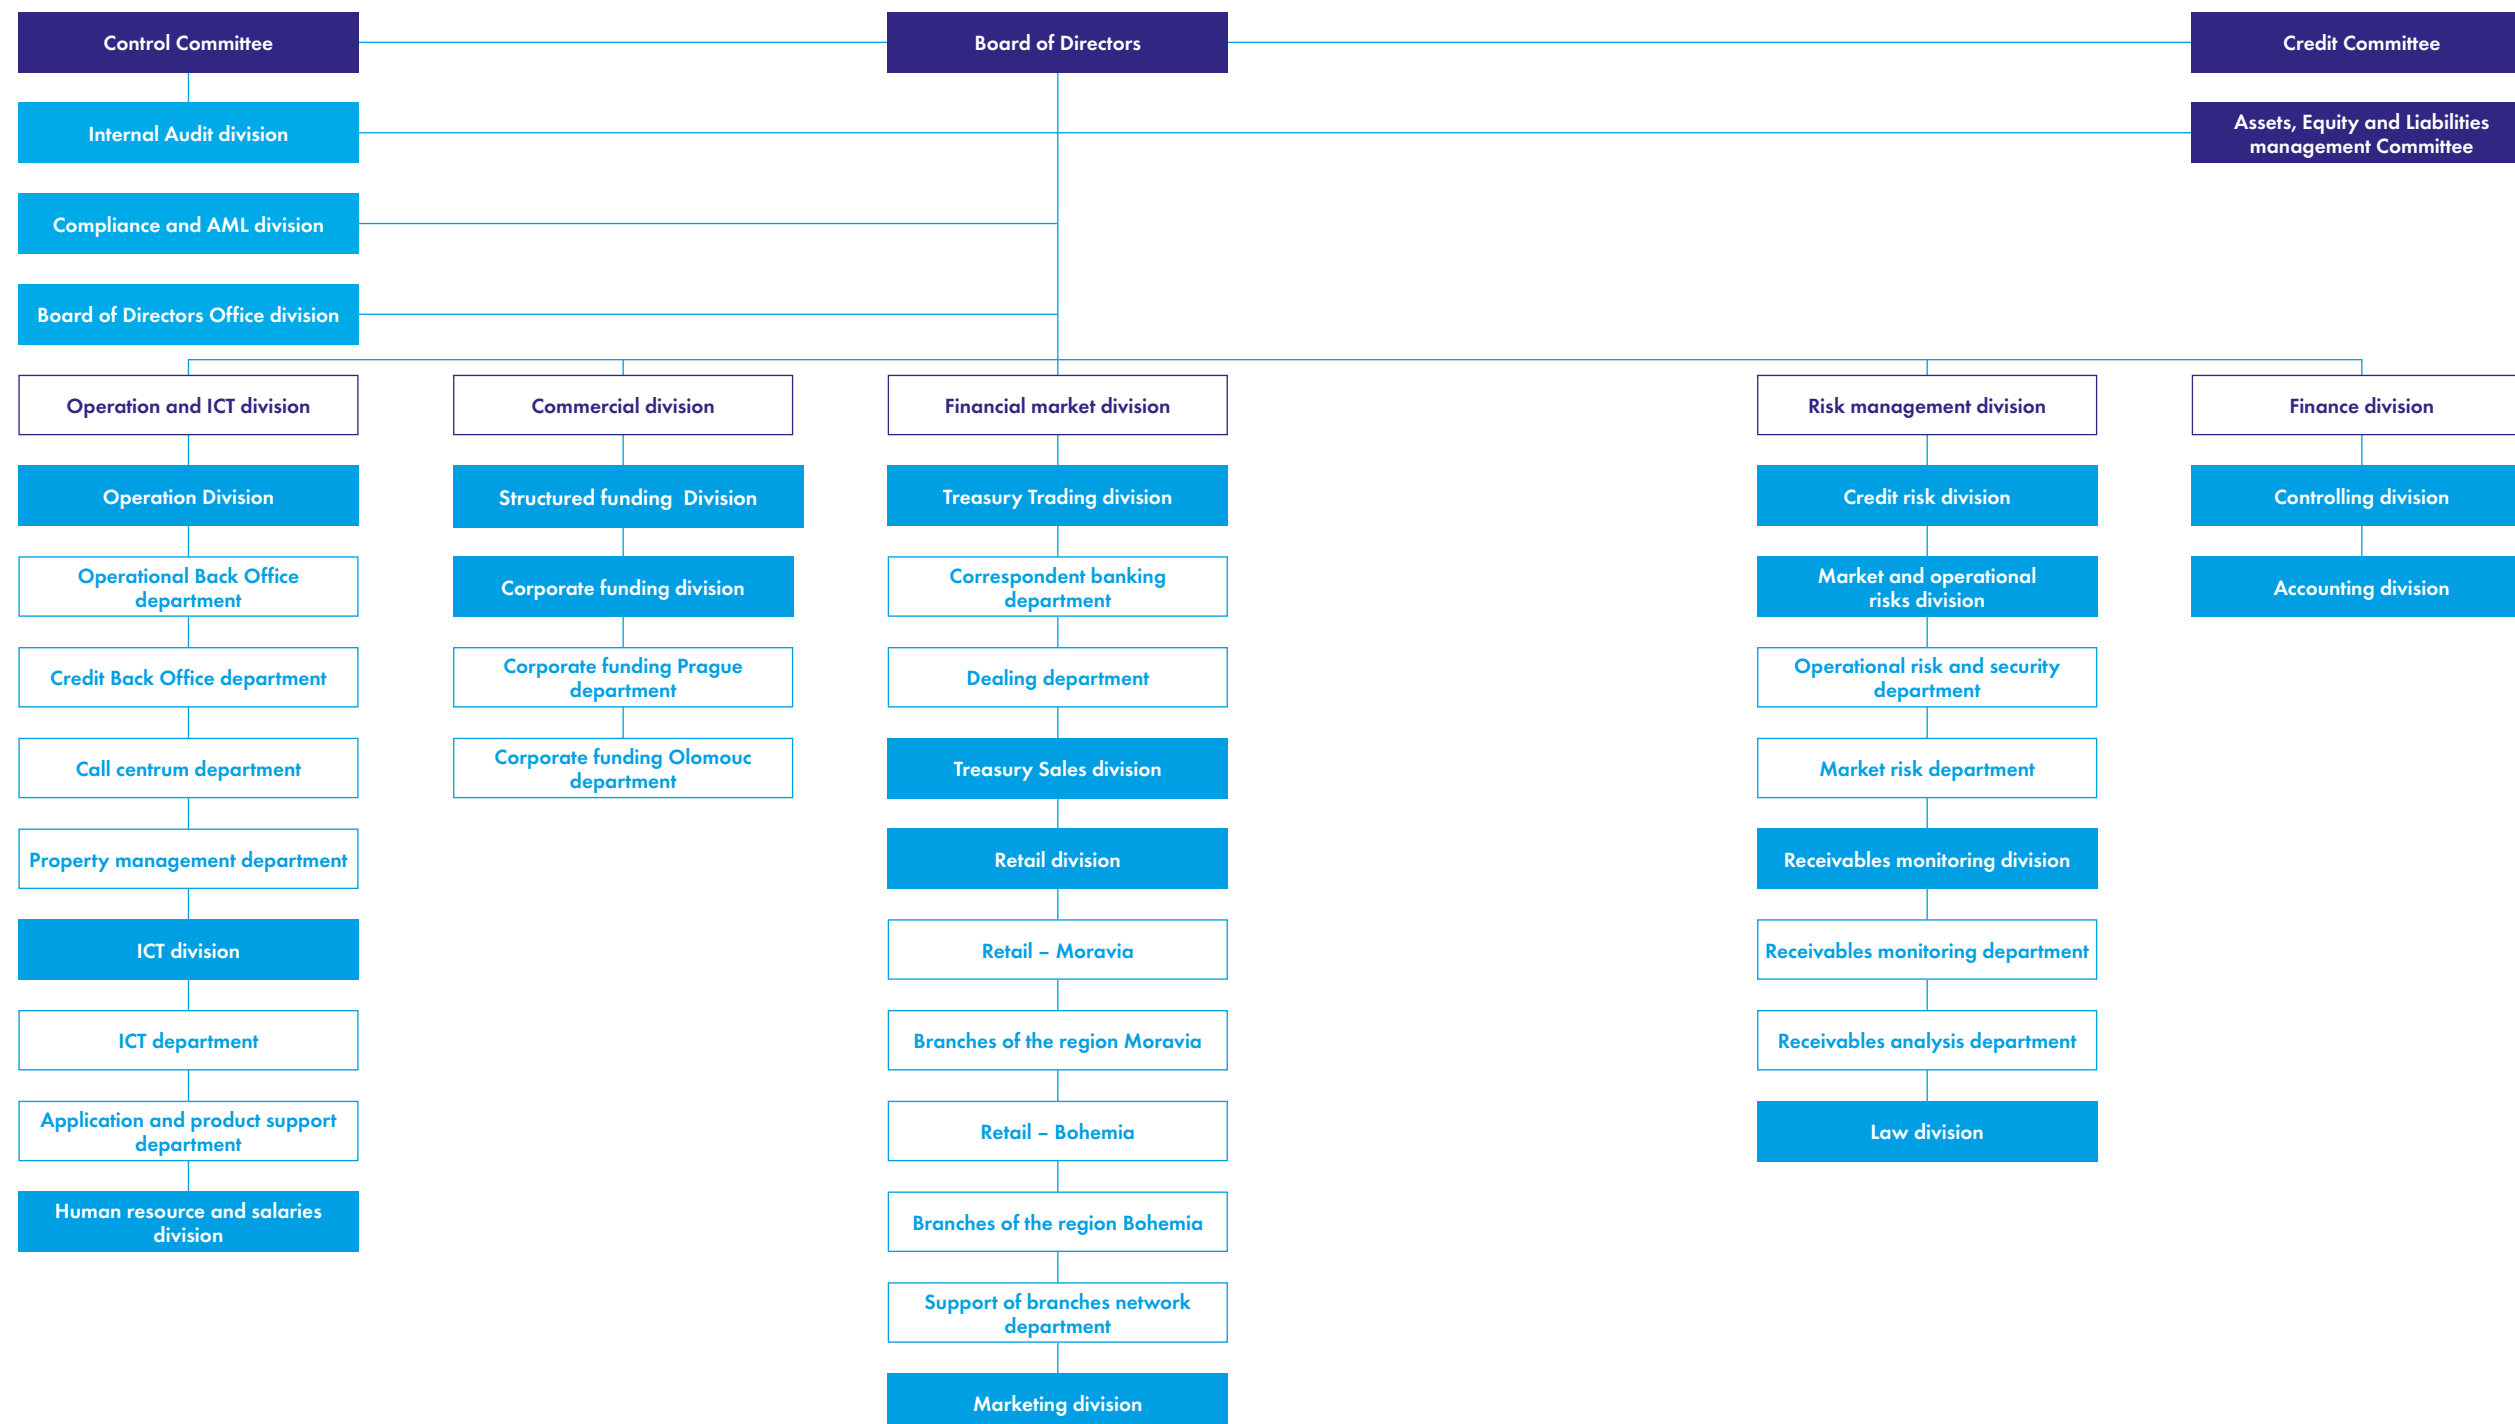 Control Committee
Board of Directors
Credit Committee
Internal Audit division
Assets, Equity and Liabilities
management Committee
Compliance and AML division
Board of Directors Office division
Operation and ICT division
Commercial division
Financial market division
Risk management division
Finance division
Operation Division
Structured funding Division
Treasury Trading division
Credit risk division
Controlling division
Operational Back Office
department
Corporate funding division
Correspondent banking
department
Market and operational
risks division
Accounting division
Credit Back Office department
Corporate funding Prague
department
Dealing department
Operational risk and security
department
Call centrum department
Corporate funding Olomouc
department
Treasury Sales division
Market risk department
Property management department
Retail division
Receivables monitoring division
ICT division
Retail – Moravia
Receivables monitoring department
ICT department
Branches of the region Moravia
Receivables analysis department
Application and product support
department
Retail – Bohemia
Law division
Human resource and salaries
division
Branches of the region Bohemia
Support of branches network
department
Marketing division